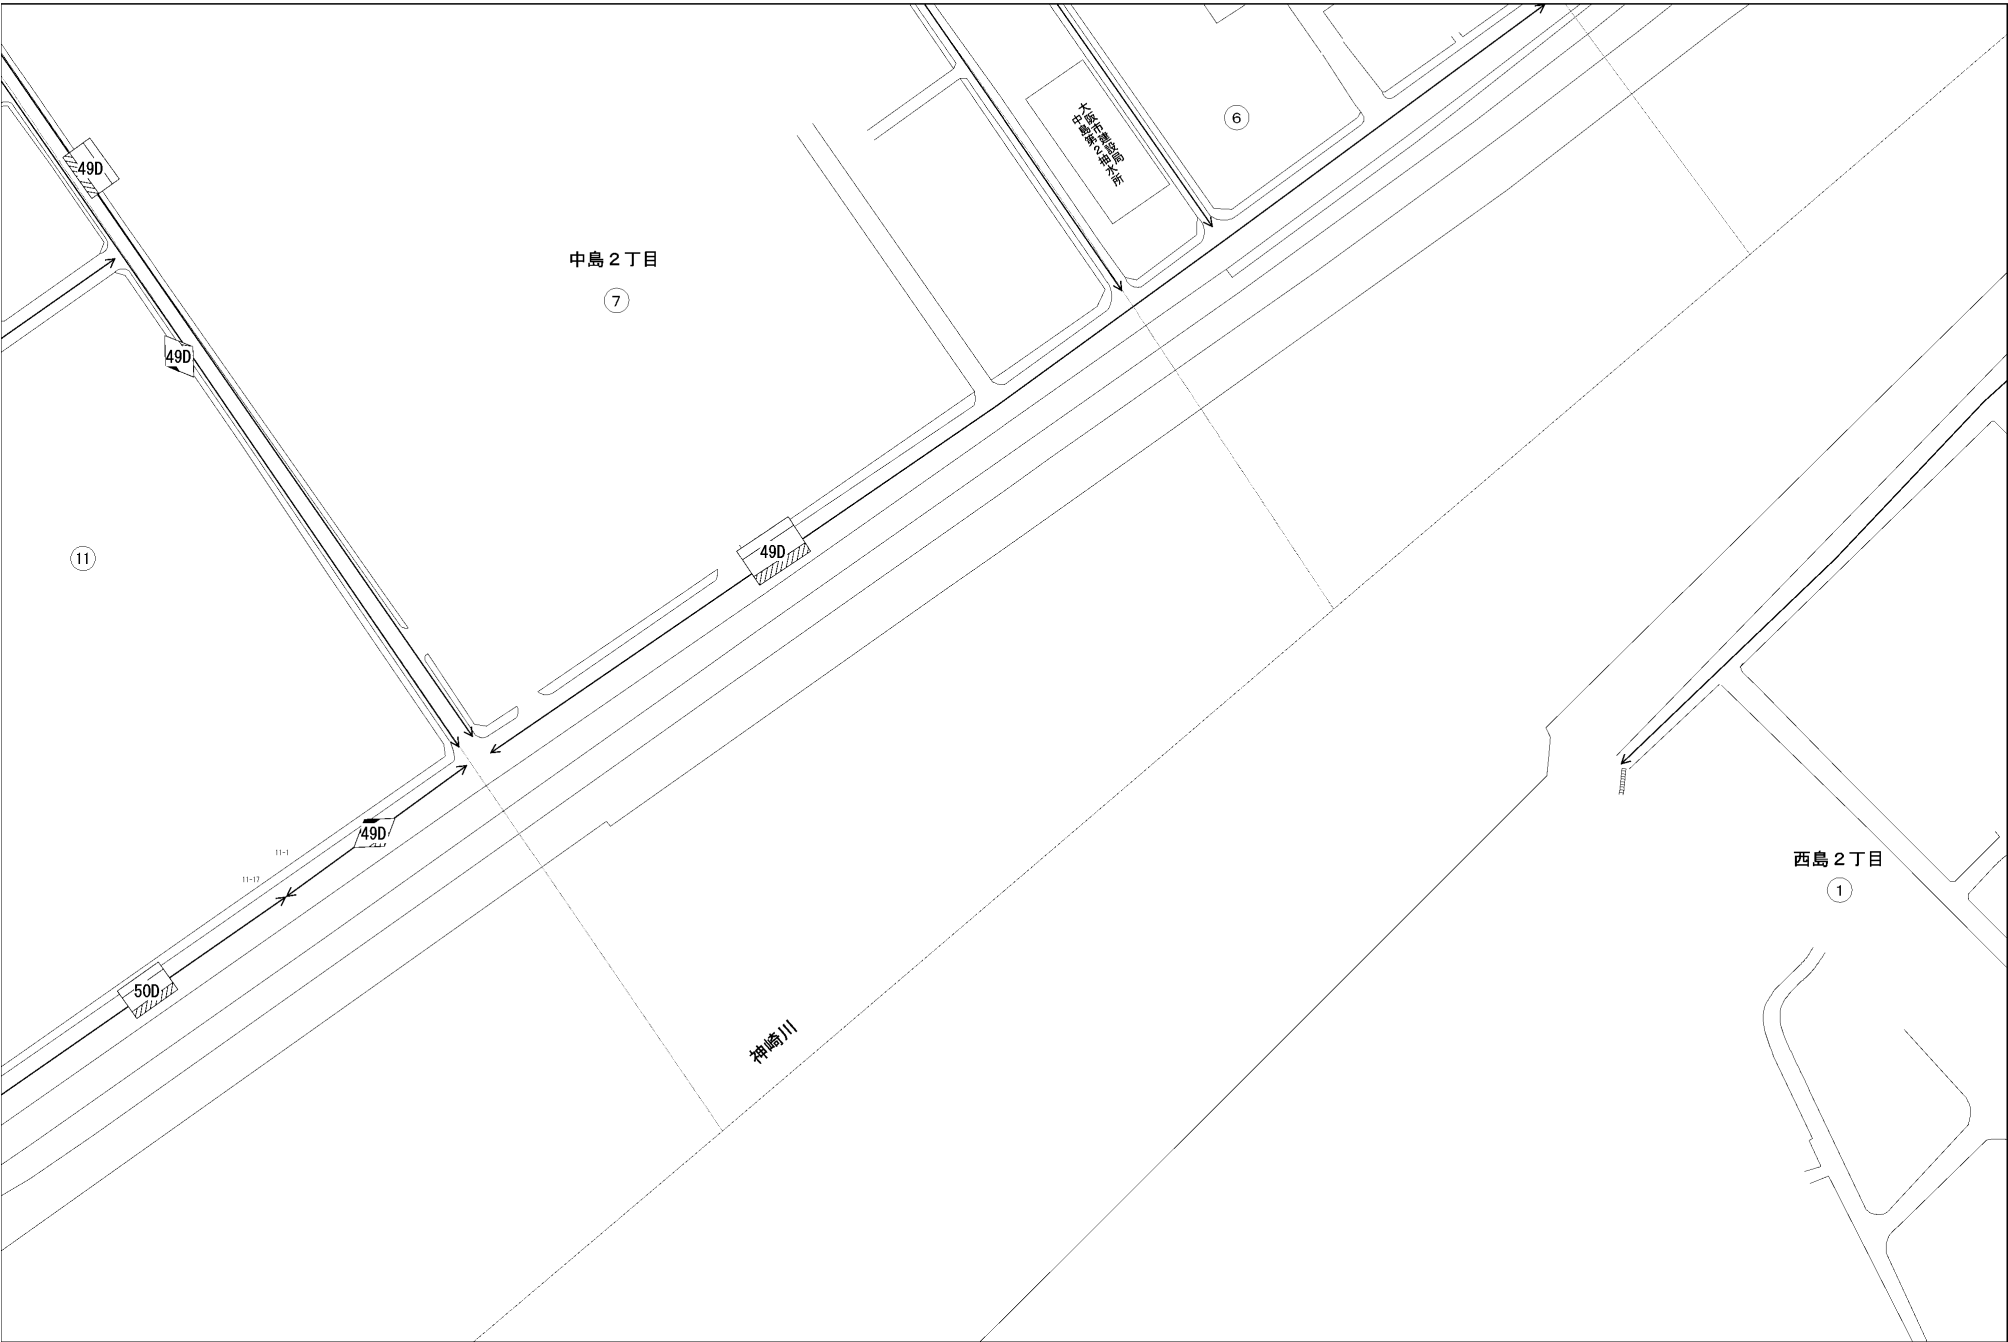 大阪市建設局
中島第2抽水所
⑥
49D
中島2丁目
⑦
49D
49D
⑪
49D
11-1
11-17
西島2丁目
①
50D
神崎川